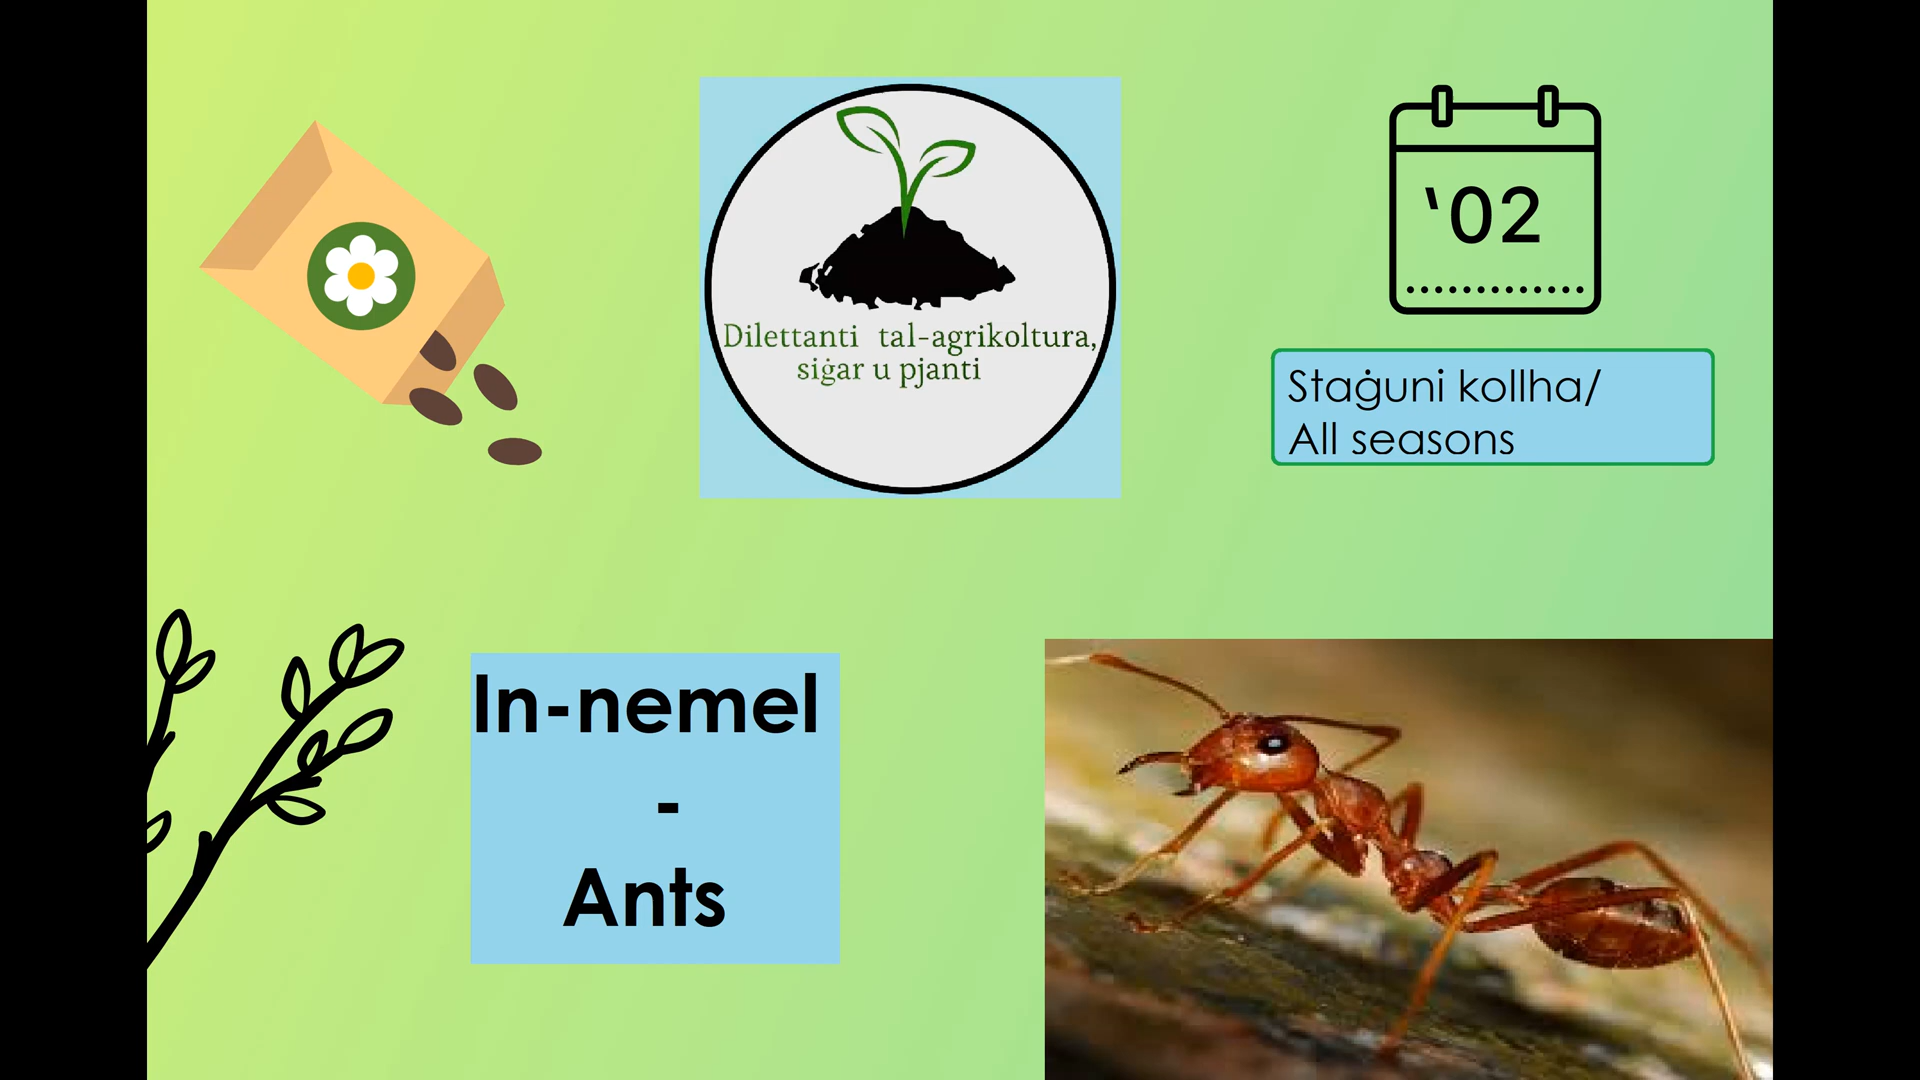 Dilettanti tal-agrikoltura,
siġar u pjanti
‘02
Staġuni kollha/
All seasons
In-nemel
-
Ants